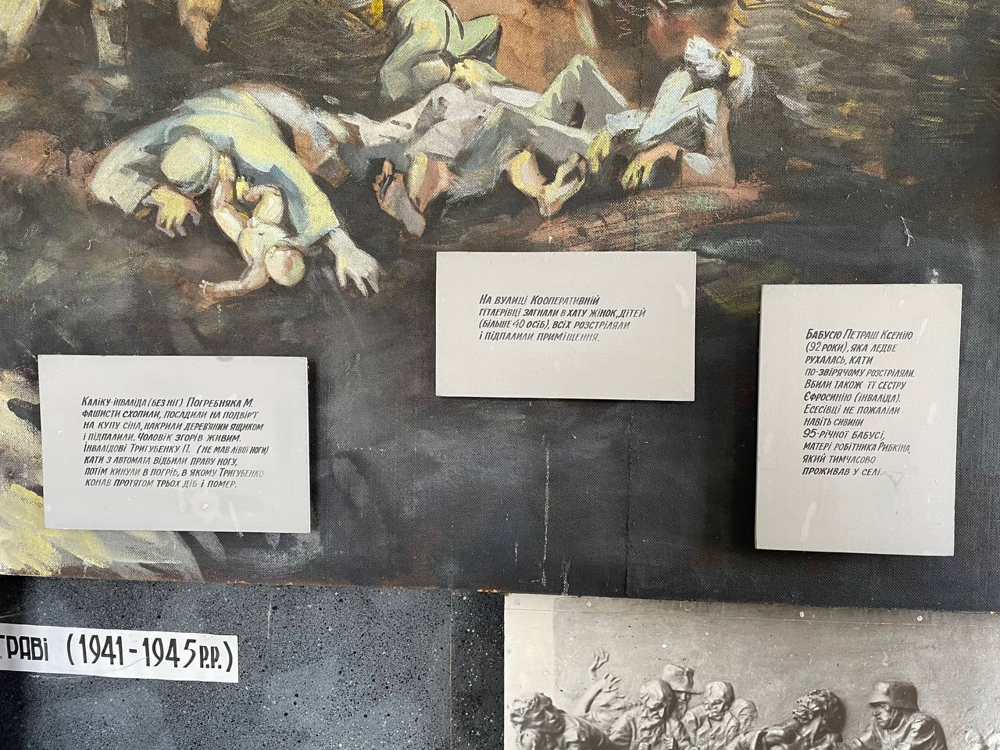 Каліку-інваліда (без ніг) Погребняка М.
фашисти схопили, посадили на подвір'ї
на купу сіна, накрили дерев'яним ящиком
і підпалили. Чоловік згорів живим.
Інвалідові Тригубенку П. (не мав лівої ноги)
кати з автомата відбили праву ногу,
потім кинули в погріб, в якому Тригубенко
конав протягом трьох діб і помер.
На вулиці Кооперативній
гітлерівці загнали в хату жінок, дітей
(більше 40 осіб), всіх розстріляли
і підпалили приміщення.
Бабусю Петраш Ксенію
(92 роки), яка ледве
рухалась, кати
по-звірячому розстріляли.
Вбили також її сестру
Єфросинію (інваліда).
Есесівці не пожаліли
навіть сивини
95-річної бабусі,
матері робітника Рибкіна,
який тимчасово
проживав у селі.
(1941-1945 р.р.)